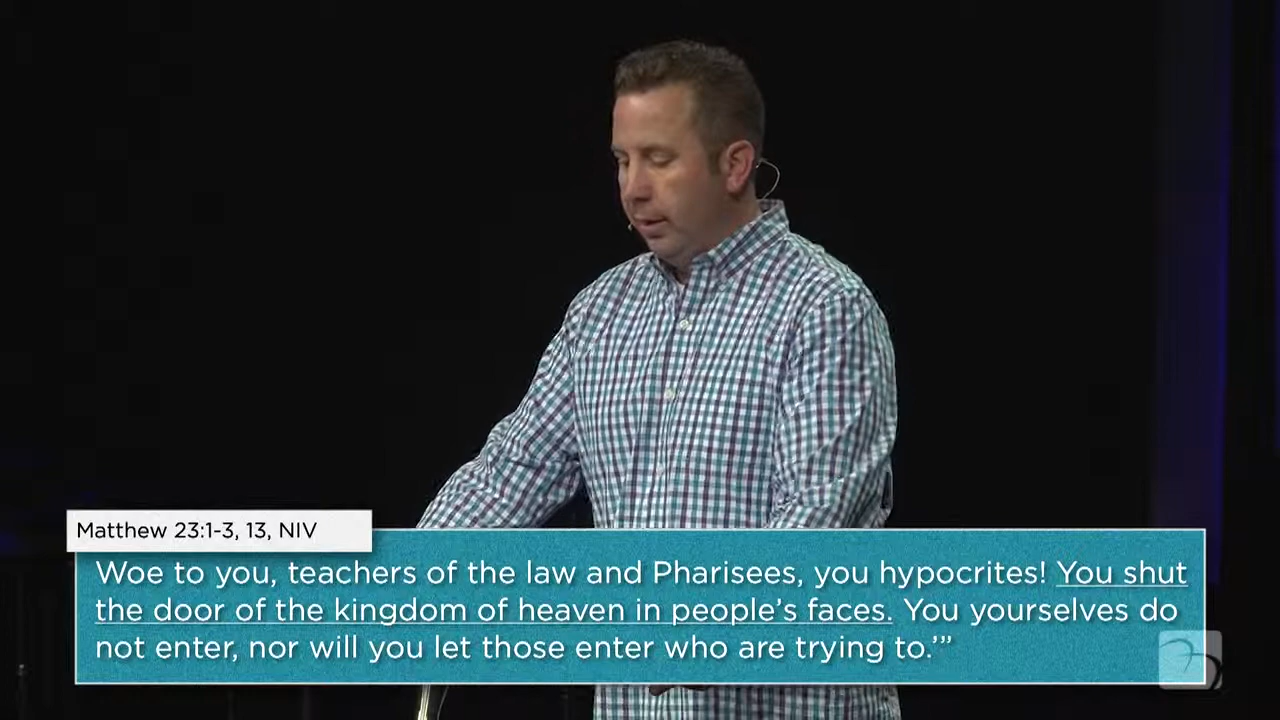 Matthew 23:1-3, 13, NIV
Woe to you, teachers of the law and Pharisees, you hypocrites! You shut
the door of the kingdom of heaven in people’s faces. You yourselves do
not enter, nor will you let those enter who are trying to.’”